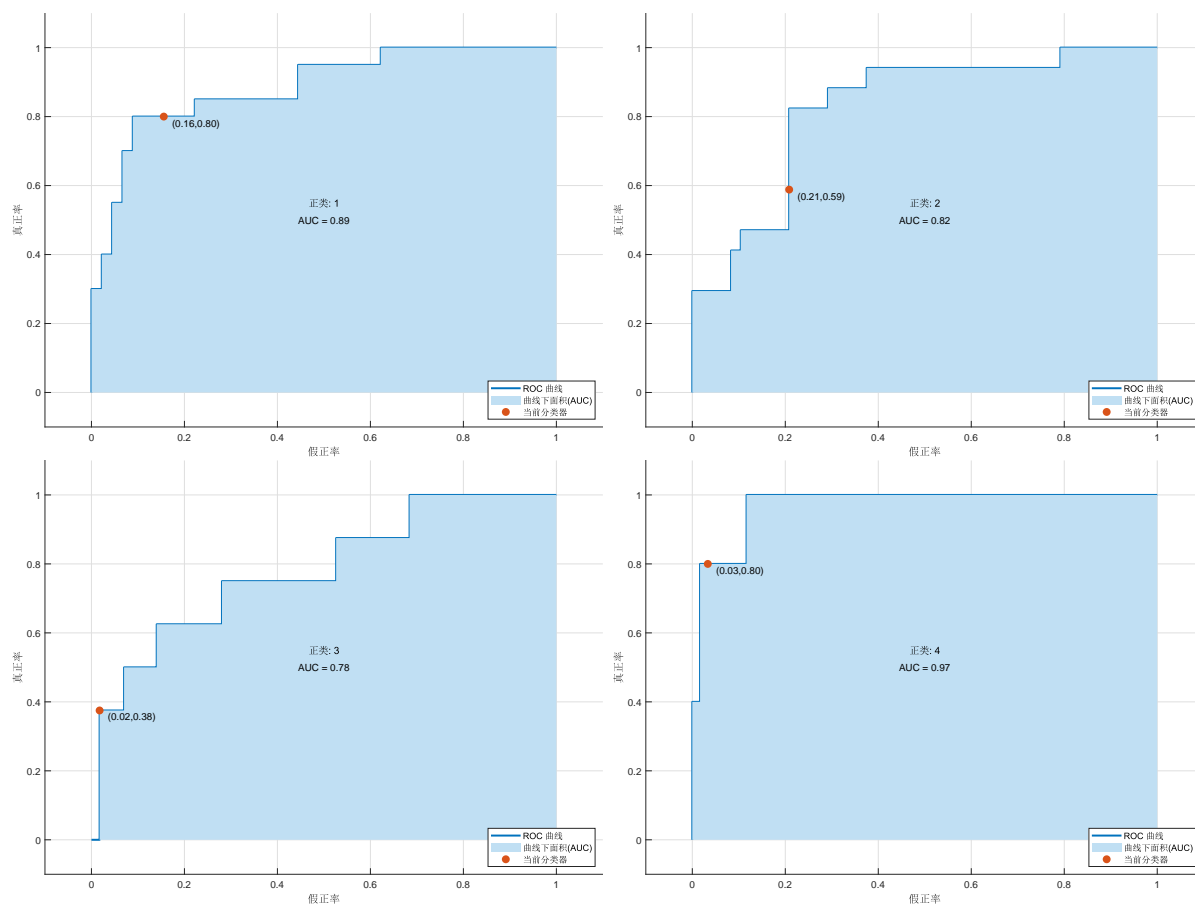 1
0.8
0.6
0.4
0.2
0
真正率
(0.16,0.80)
正类: 1
AUC = 0.89
ROC 曲线
曲线下面积(AUC)
当前分类器
0
0.2
0.4
0.6
0.8
1
假正率
1
0.8
0.6
0.4
0.2
0
真正率
(0.21,0.59)
正类: 2
AUC = 0.82
ROC 曲线
曲线下面积(AUC)
当前分类器
0
0.2
0.4
0.6
0.8
1
假正率
1
0.8
0.6
0.4
0.2
0
真正率
(0.02,0.38)
正类: 3
AUC = 0.78
ROC 曲线
曲线下面积(AUC)
当前分类器
0
0.2
0.4
0.6
0.8
1
假正率
1
0.8
0.6
0.4
0.2
0
真正率
(0.03,0.80)
正类: 4
AUC = 0.97
ROC 曲线
曲线下面积(AUC)
当前分类器
0
0.2
0.4
0.6
0.8
1
假正率